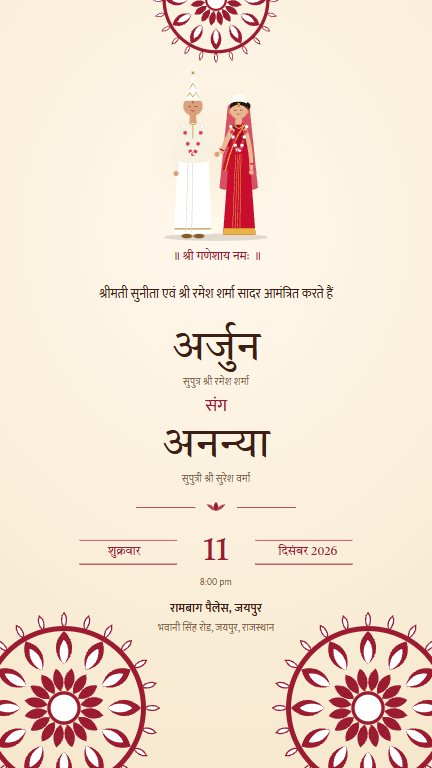 ॥ श्री गणेशाय नमः ॥
श्रीमती सुनीता एवं श्री रमेश शर्मा सादर आमंत्रित करते हैं
अर्जुन
सुपुत्र श्री रमेश शर्मा
संग
अनन्या
सुपुत्री श्री सुरेश वर्मा
शुक्रवार 11 दिसंबर 2026
8:00 pm
रामबाग पैलेस, जयपुर
भवानी सिंह रोड, जयपुर, राजस्थान